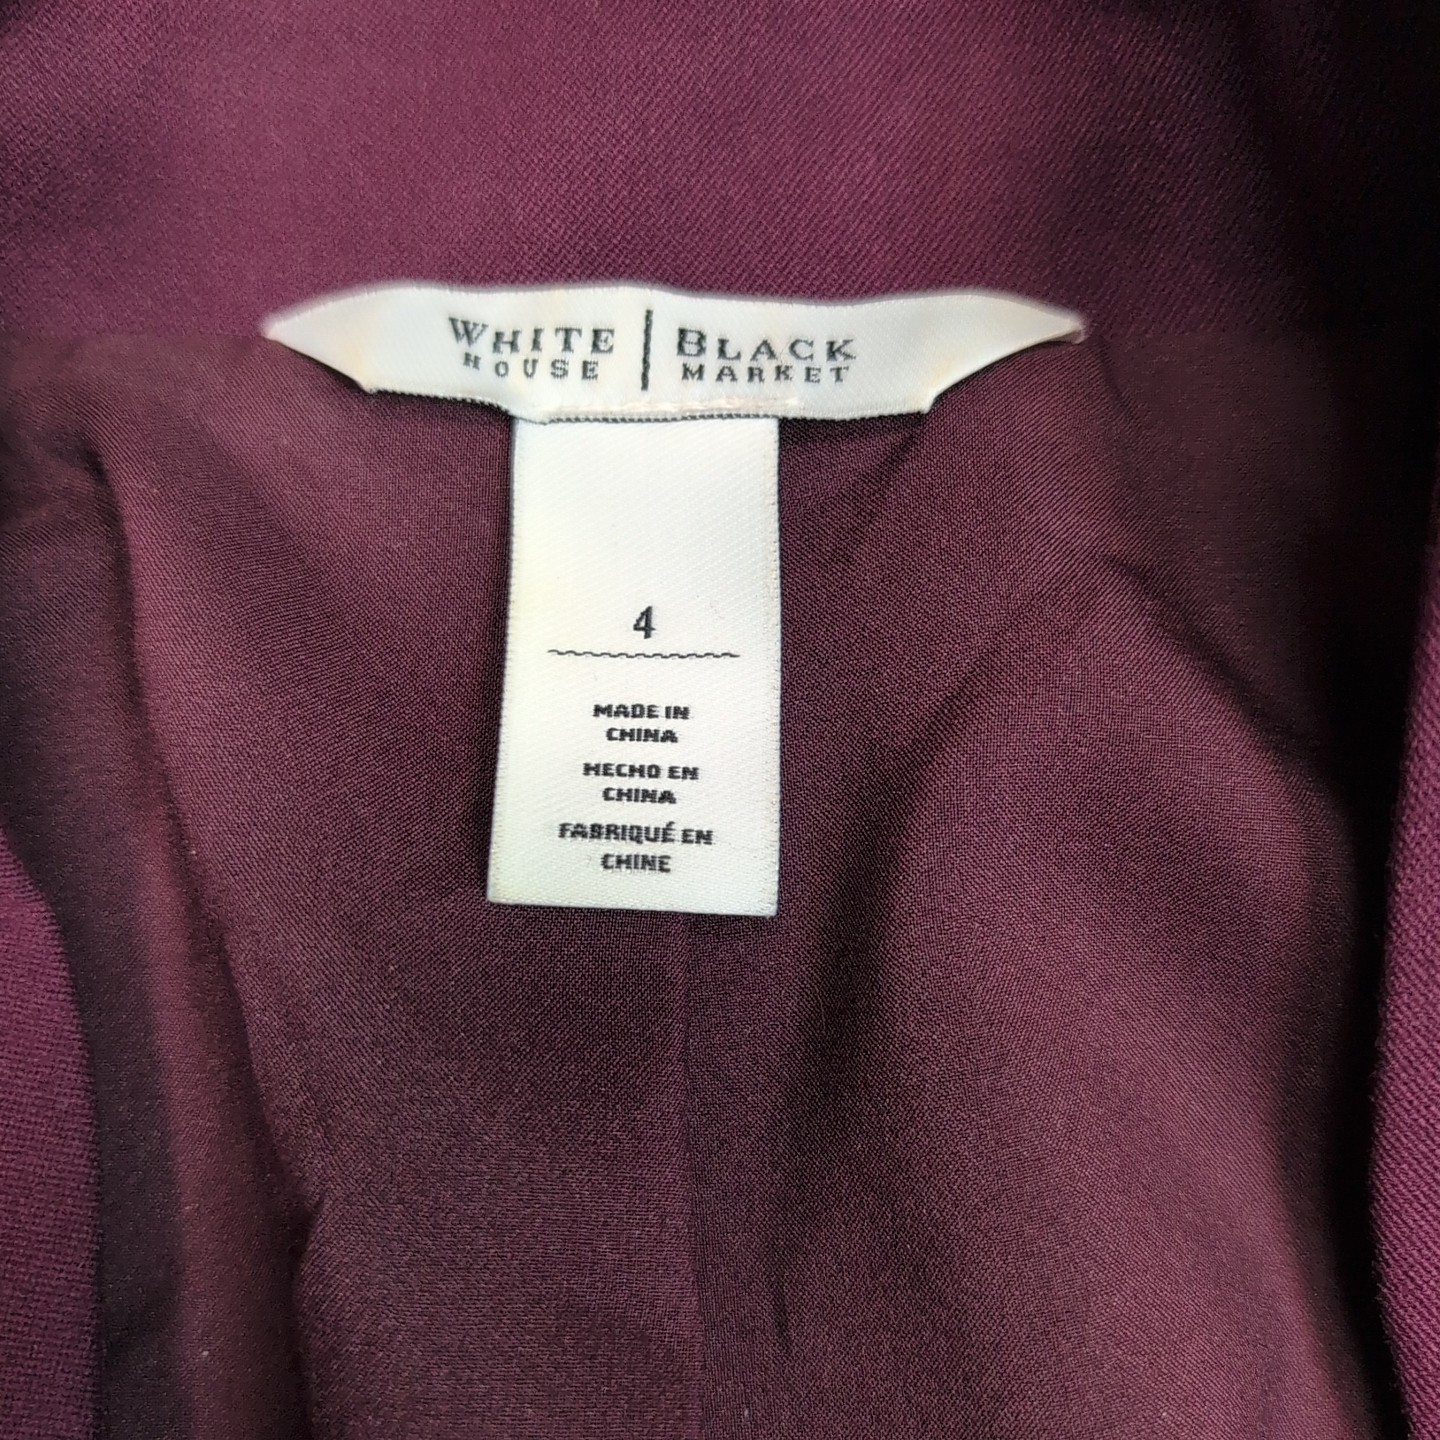 WHITE | BLACK
HOUSE | MARKET
4
MADE IN
CHINA
HECHO EN
CHINA
FABRIQUÉ EN
CHINE